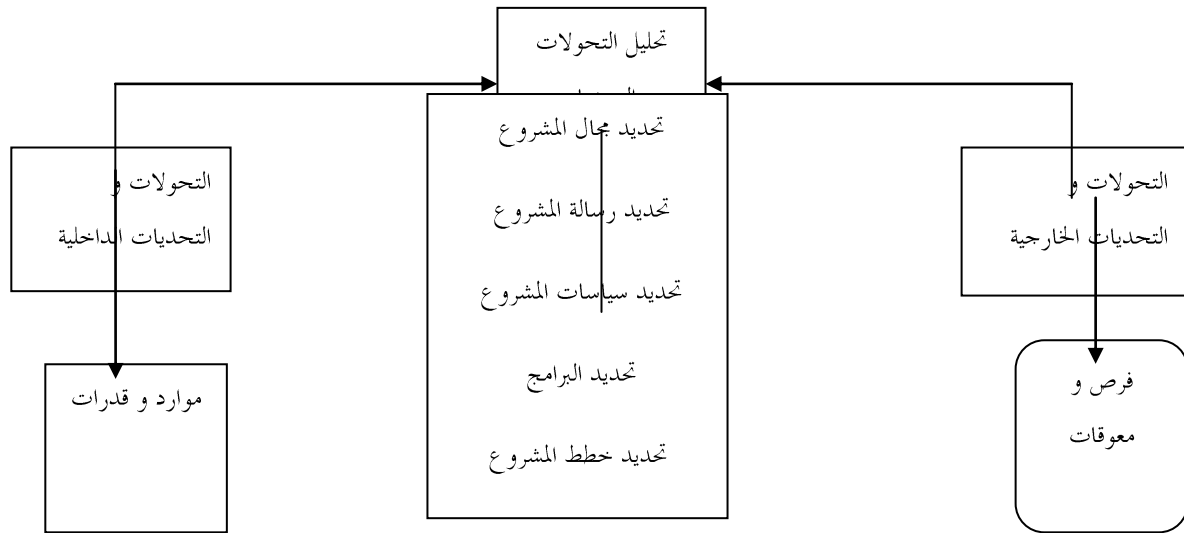 تحليل التحولات
تحديد مجال المشروع
تحديد رسالة المشروع
تحديد سياسات المشروع
تحديد البرامج
تحديد خطط المشروع
التحولات و
التحديات الخارجية
فرص و
معوقات
التحولات و
التحديات الداخلية
موارد و قدرات